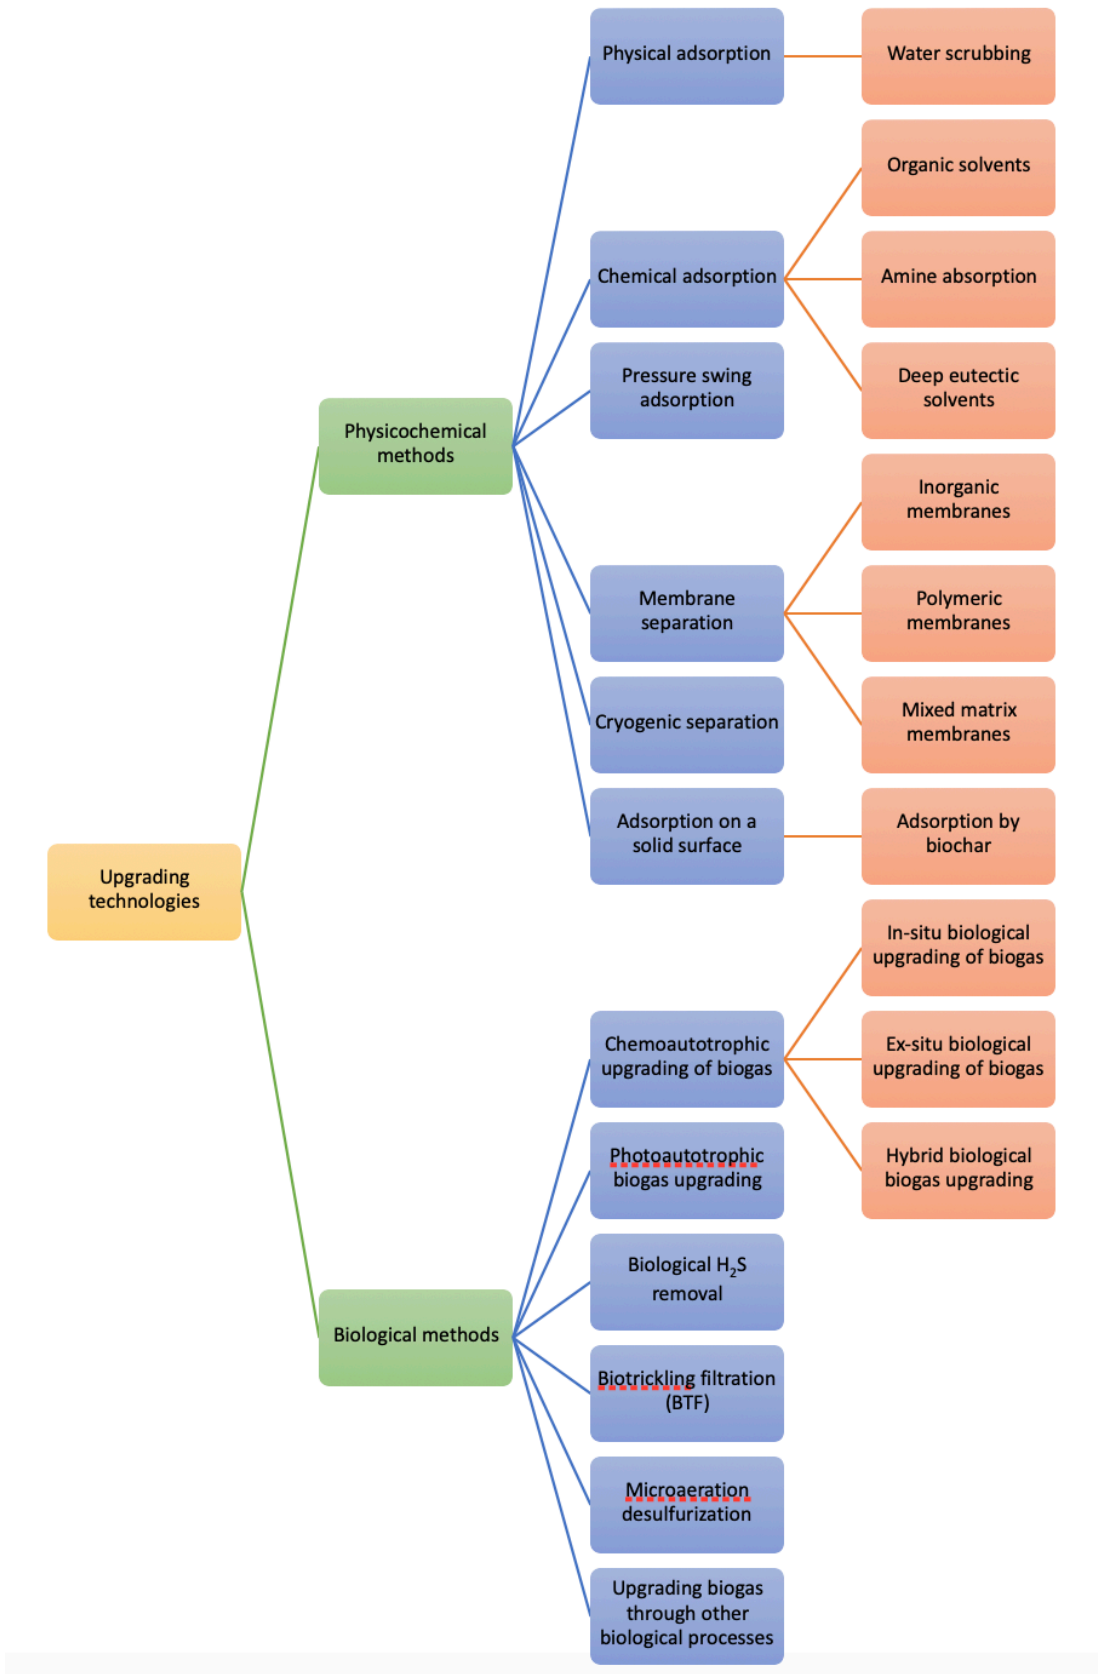 Physical adsorption
Water scrubbing
Organic solvents
Chemical adsorption
Amine absorption
Pressure swing
adsorption
Deep eutectic
solvents
Physicochemical
methods
Inorganic
membranes
Membrane
separation
Polymeric
membranes
Cryogenic separation
Mixed matrix
membranes
Adsorption on a
solid surface
Adsorption by
biochar
Upgrading
technologies
In-situ biological
upgrading of biogas
Chemoautotrophic
upgrading of biogas
Ex-situ biological
upgrading of biogas
Photoautotrophic
biogas upgrading
Hybrid biological
biogas upgrading
Biological H₂S
removal
Biological methods
Biotrickling filtration
(BTF)
Microaeration
desulfurization
Upgrading biogas
through other
biological processes